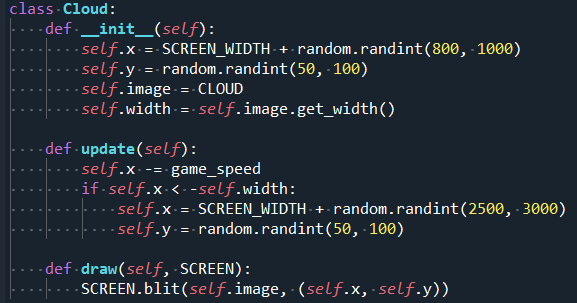 class Cloud:
    def __init__(self):
        self.x = SCREEN_WIDTH + random.randint(800, 1000)
        self.y = random.randint(50, 100)
        self.image = CLOUD
        self.width = self.image.get_width()

    def update(self):
        self.x -= game_speed
        if self.x < -self.width:
            self.x = SCREEN_WIDTH + random.randint(2500, 3000)
            self.y = random.randint(50, 100)

    def draw(self, SCREEN):
        SCREEN.blit(self.image, (self.x, self.y))